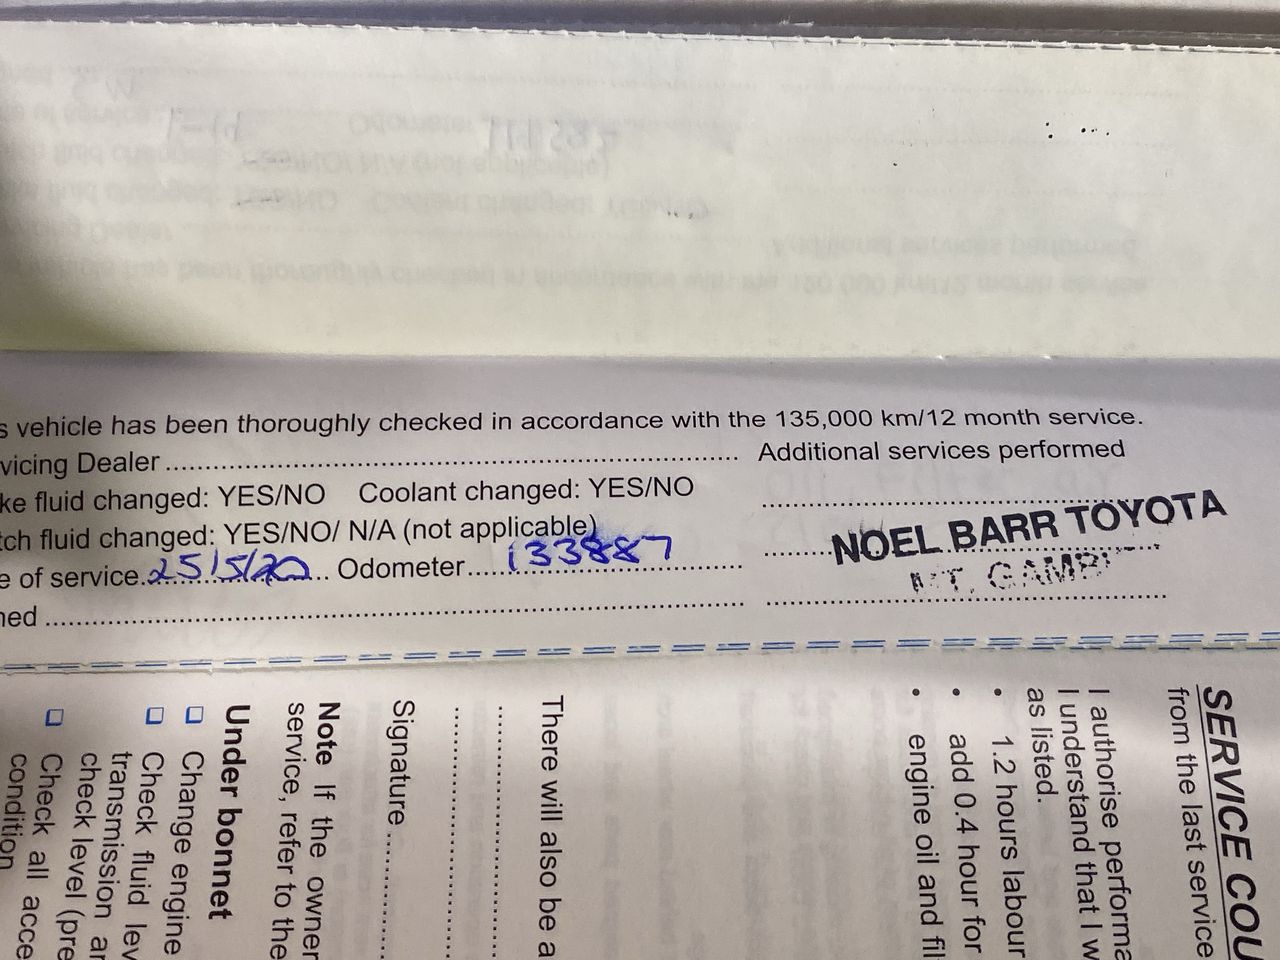 s vehicle has been thoroughly checked in accordance with the 135,000 km/12 month service.
vicing Dealer
Additional services performed
ke fluid changed: YES/NO Coolant changed: YES/NO
tch fluid changed: YES/NO/ N/A (not applicable)
e of service 25/5/20 Odometer 133887
ned
NOEL BARR TOYOTA
MT. GAMBI
SERVICE COU
from the last service
I authorise performa
I understand that I w
as listed.
• 1.2 hours labour
• add 0.4 hour for
• engine oil and fil
There will also be a
Signature
Note If the owner
service, refer to the
Under bonnet
Change engine
Check fluid lev
transmission an
check level (pre
Check all acce
condition